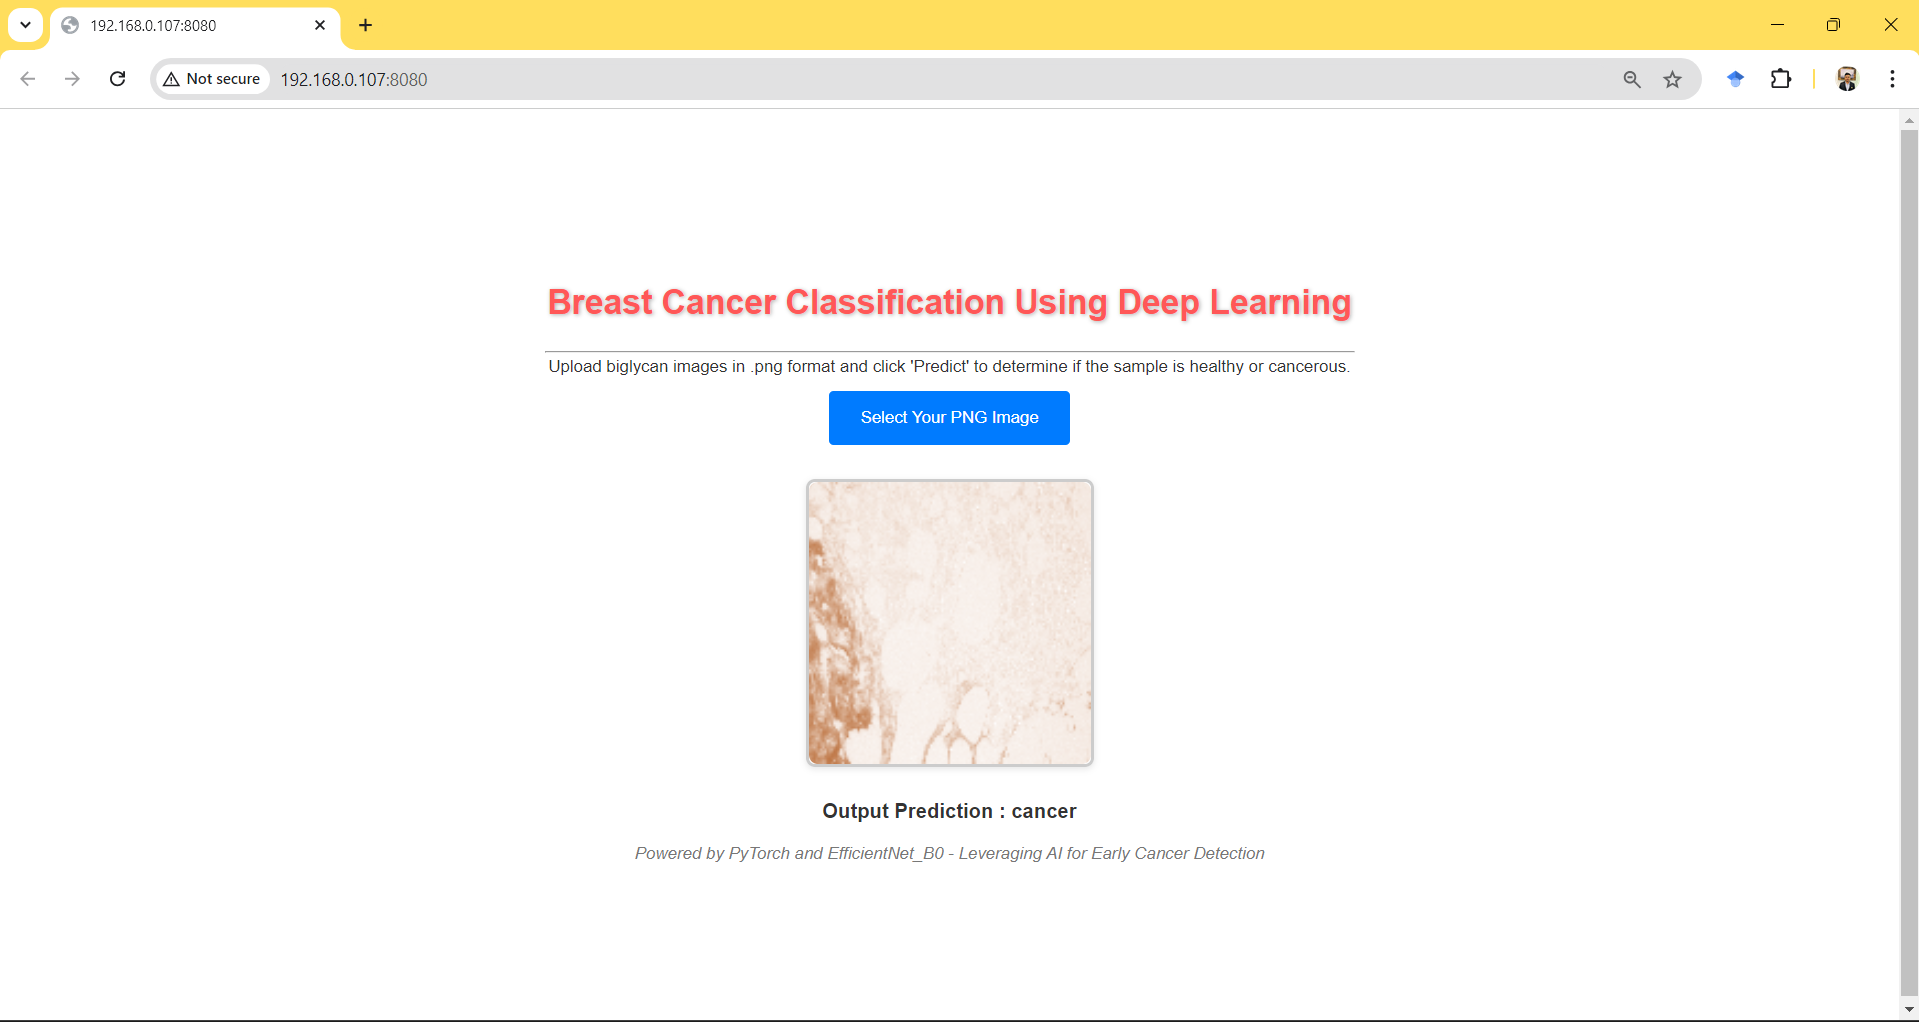 192.168.0.107:8080
Not secure
192.168.0.107:8080
Breast Cancer Classification Using Deep Learning
Upload biglycan images in .png format and click 'Predict' to determine if the sample is healthy or cancerous.
Select Your PNG Image
Output Prediction : cancer
Powered by PyTorch and EfficientNet_B0 - Leveraging AI for Early Cancer Detection